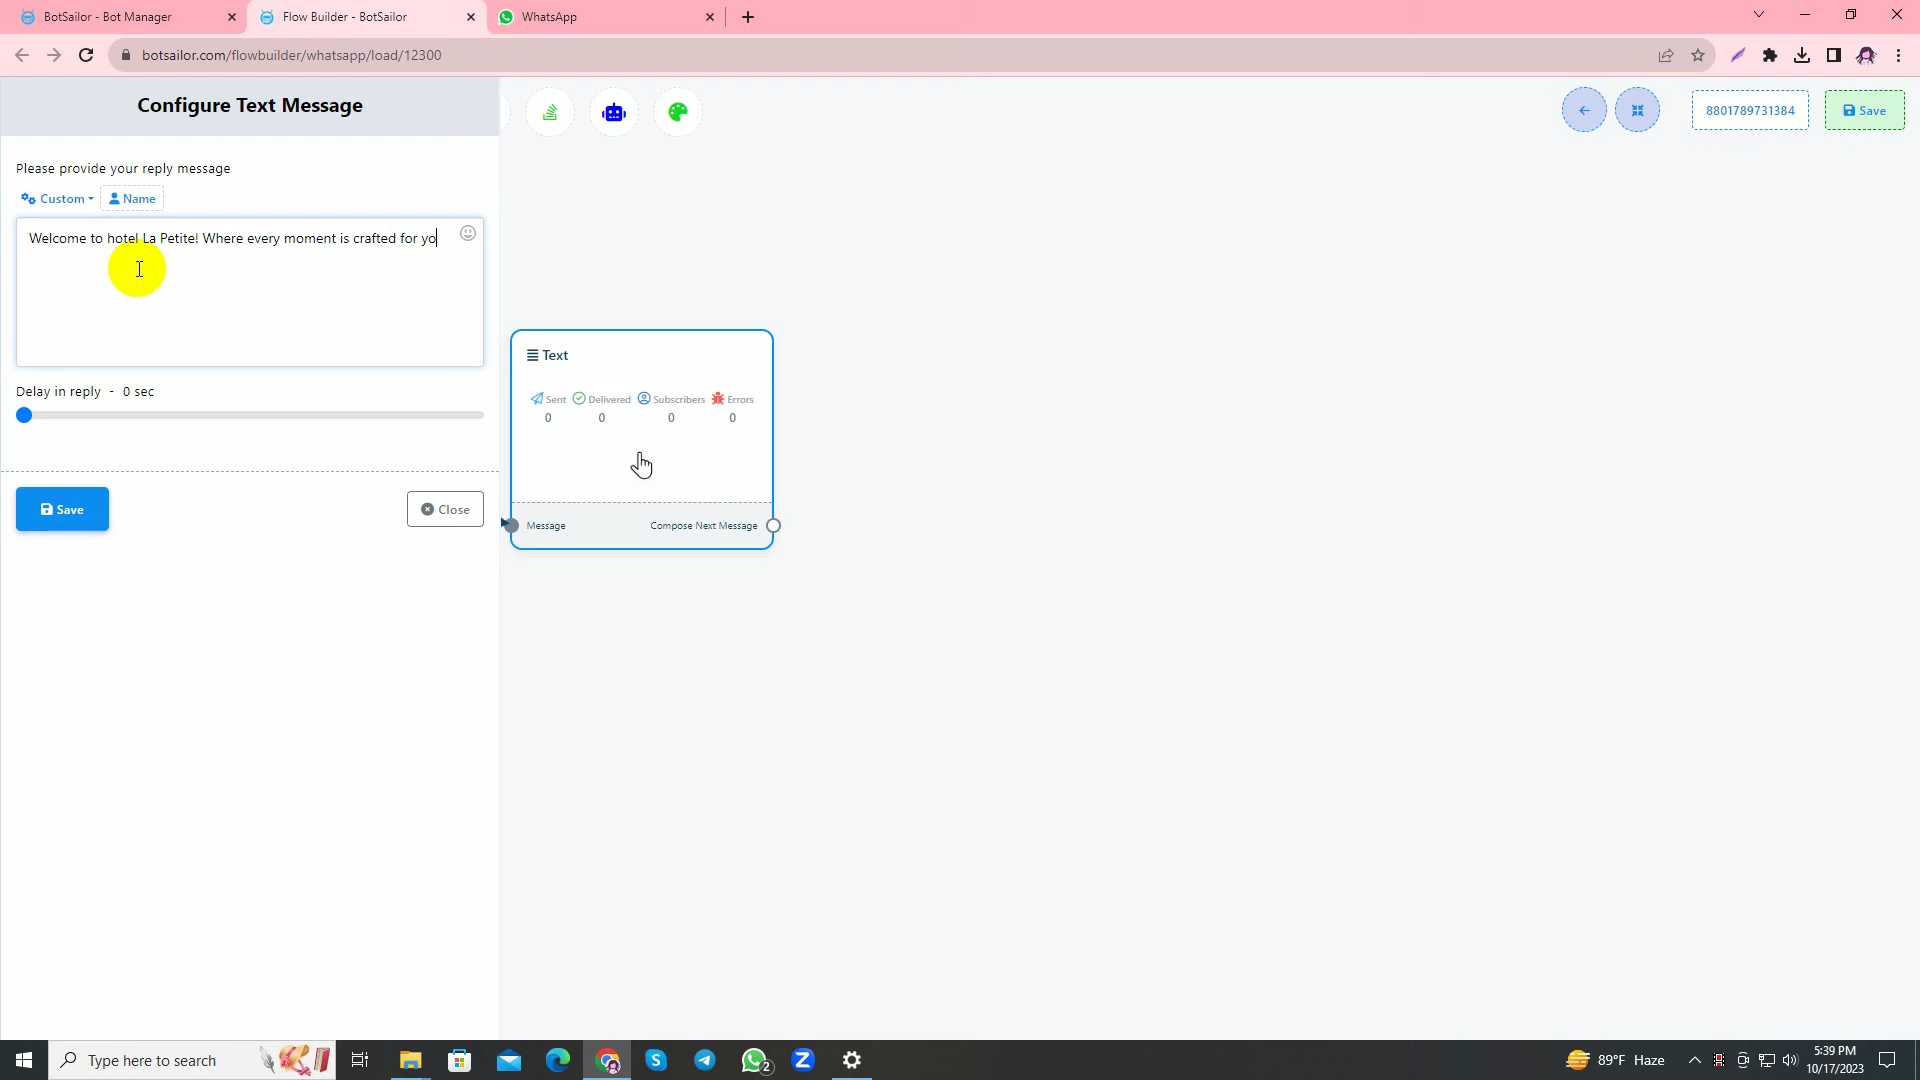 BotSailor - Bot Manager
Flow Builder - BotSailor
WhatsApp
botsailor.com/flowbuilder/whatsapp/load/12300
Configure Text Message
8801789731384
Save
Please provide your reply message
Custom
Name
Welcome to hotel La Petite! Where every moment is crafted for yo
Text
Sent
Delivered
Subscribers
Errors
0
0
0
0
Delay in reply - 0 sec
Save
Close
Message
Compose Next Message
Type here to search
2
89°F Haze
5:39 PM
10/17/2023